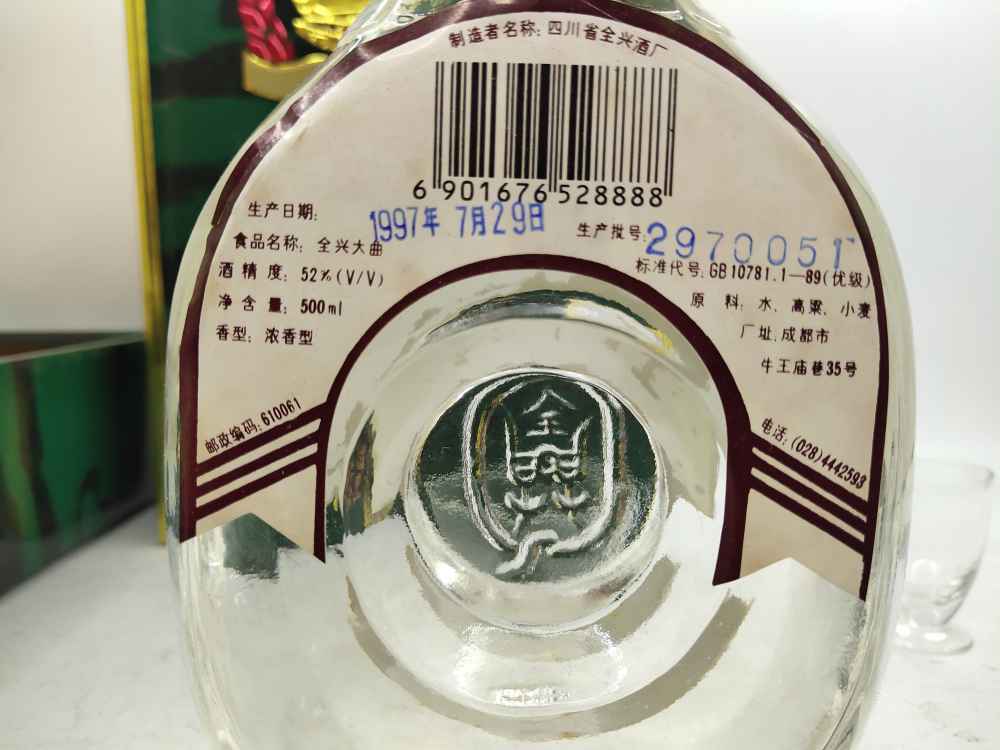 制造者名称: 四川省全兴酒厂
6 901676 528888
生产日期: 1997年 7月29日
生产批号: 2970051
食品名称: 全兴大曲
标准代号: GB10781.1—89(优级)
酒 精 度: 52%(V/V)
原 料: 水、高粱、小麦
净 含 量: 500ml
厂址: 成都市
牛王庙巷35号
香型: 浓香型
邮政编码: 610061
电话: (028)4442593
全
興